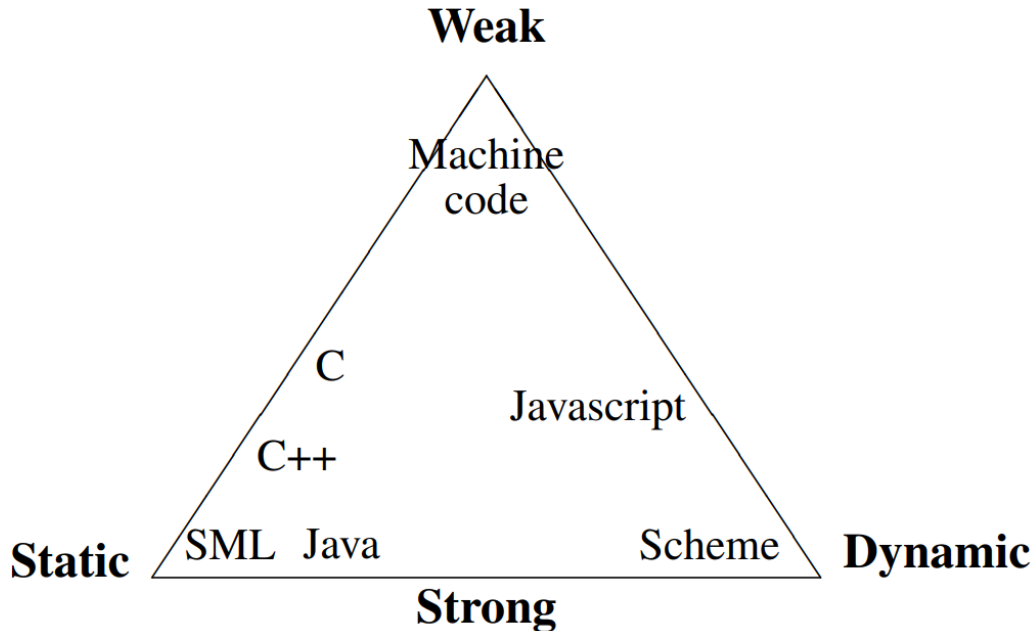 Weak
Machine
code
C
Javascript
C++
SML Java Scheme
Static Dynamic
Strong